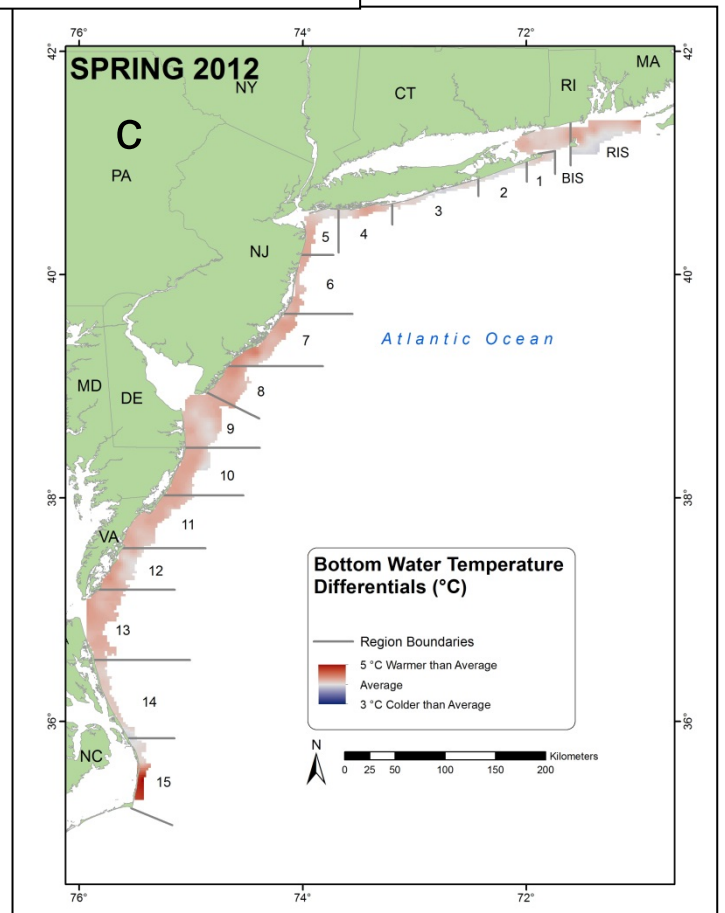 76°
74°
72°
42°
42°
SPRING 2012
C
NY
CT
RI
MA
PA
RIS
BIS
1
2
3
4
5
NJ
40°
40°
6
7
Atlantic Ocean
MD
DE
8
9
10
38°
38°
11
VA
12
13
14
36°
36°
NC
15
Bottom Water Temperature
Differentials (°C)
Region Boundaries
5 °C Warmer than Average
Average
3 °C Colder than Average
N
Kilometers
0 25 50 100 150 200
76°
74°
72°